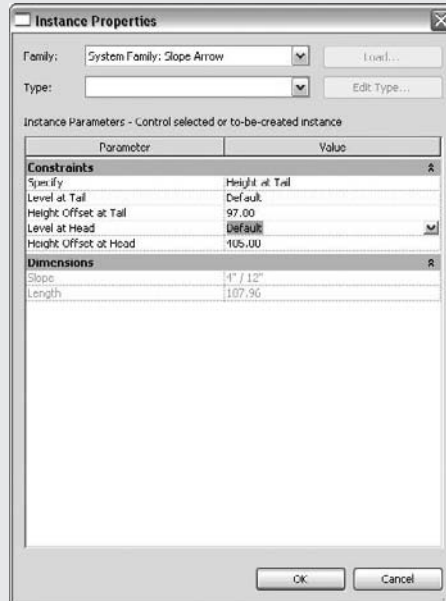 Instance Properties
Family: System Family: Slope Arrow Load...
Type: Edit Type...
Instance Parameters - Control selected or to-be-created instance
Parameter Value
Constraints
Specify Height at Tail
Level at Tail Default
Height Offset at Tail 97.00
Level at Head Default
Height Offset at Head 405.00
Dimensions
Slope 4" / 12"
Length 107.96
OK Cancel